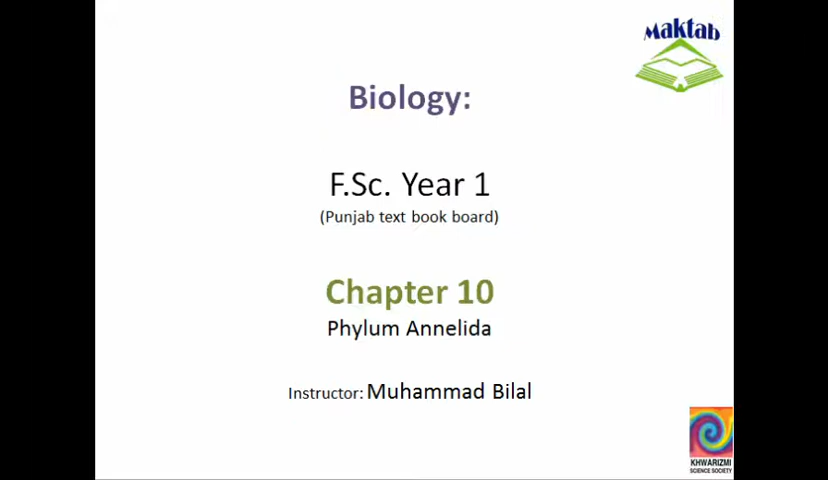 Maktab
Biology:
F.Sc. Year 1
(Punjab text book board)
Chapter 10
Phylum Annelida
Instructor: Muhammad Bilal
KHWARIZMI
SCIENCE SOCIETY